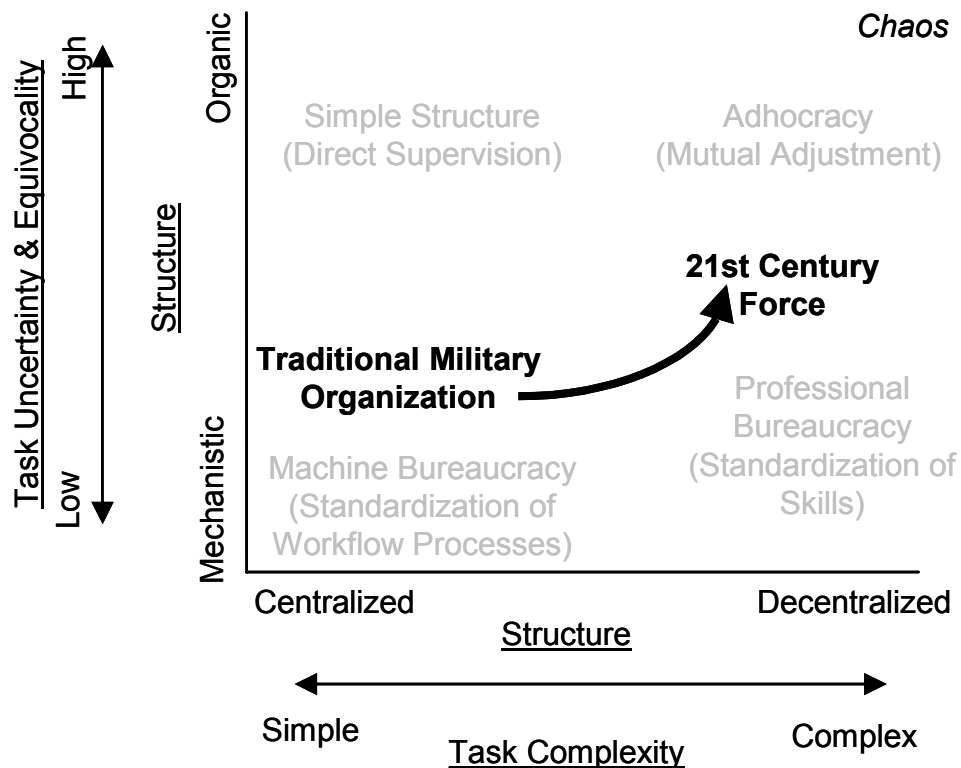 Chaos
High
Organic
Simple Structure
(Direct Supervision)
Adhocracy
(Mutual Adjustment)
Task Uncertainty & Equivocality
Structure
21st Century
Force
Traditional Military
Organization
Professional
Bureaucracy
(Standardization of
Skills)
Machine Bureaucracy
(Standardization of
Workflow Processes)
Low
Mechanistic
Centralized
Decentralized
Structure
Simple
Complex
Task Complexity